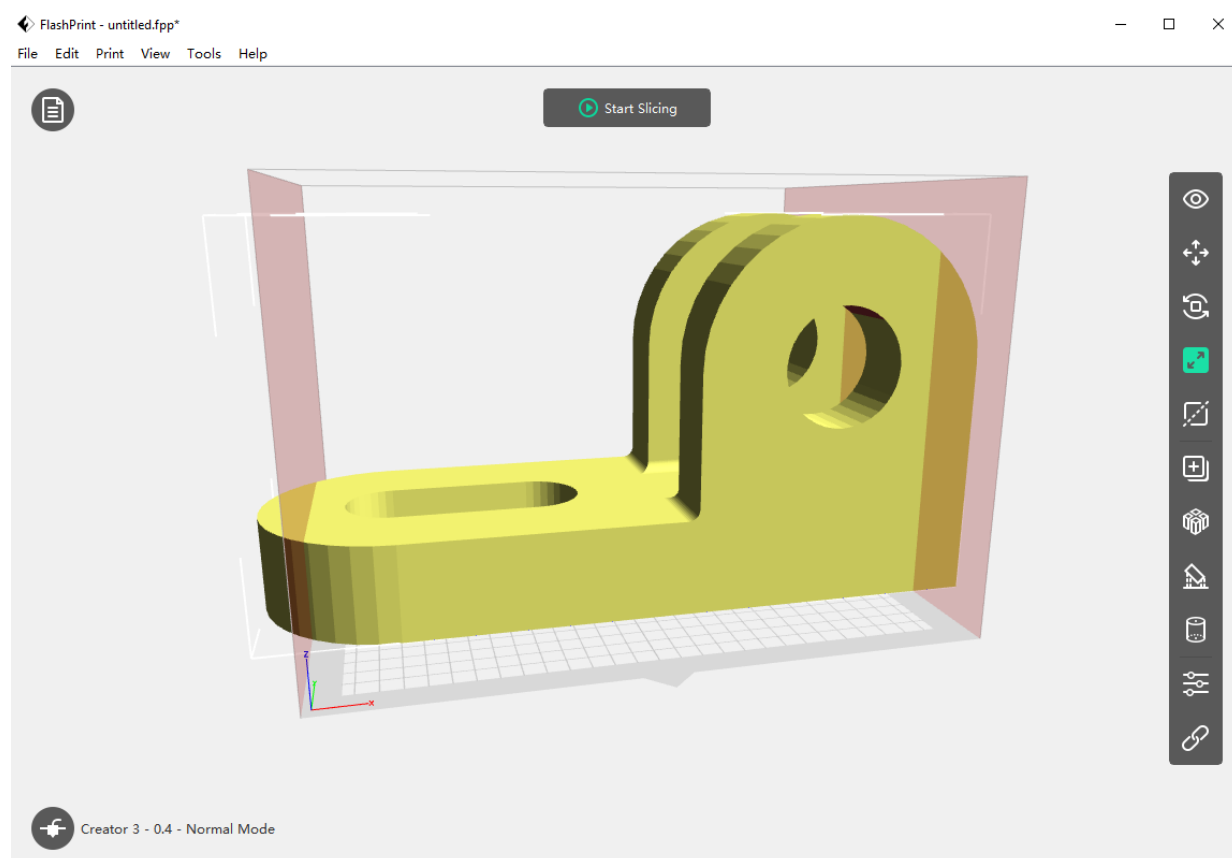 FlashPrint - untitled.fpp*
File Edit Print View Tools Help
Start Slicing
z
y
x
Creator 3 - 0.4 - Normal Mode